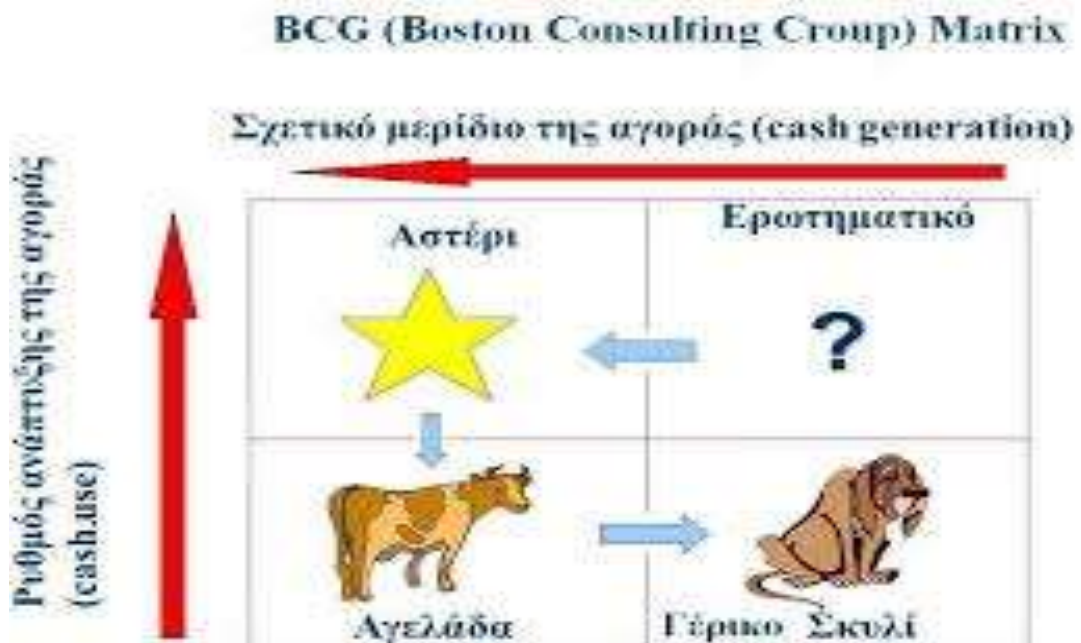 BCG (Boston Consulting Croup) Matrix
Σχετικό μερίδιο της αγοράς (cash generation)
Ρυθμός ανάπτυξης της αγοράς
(cash.use)
Αστέρι
Ερωτηματικό
?
Αγελάδα
Γέρικο Σκυλί